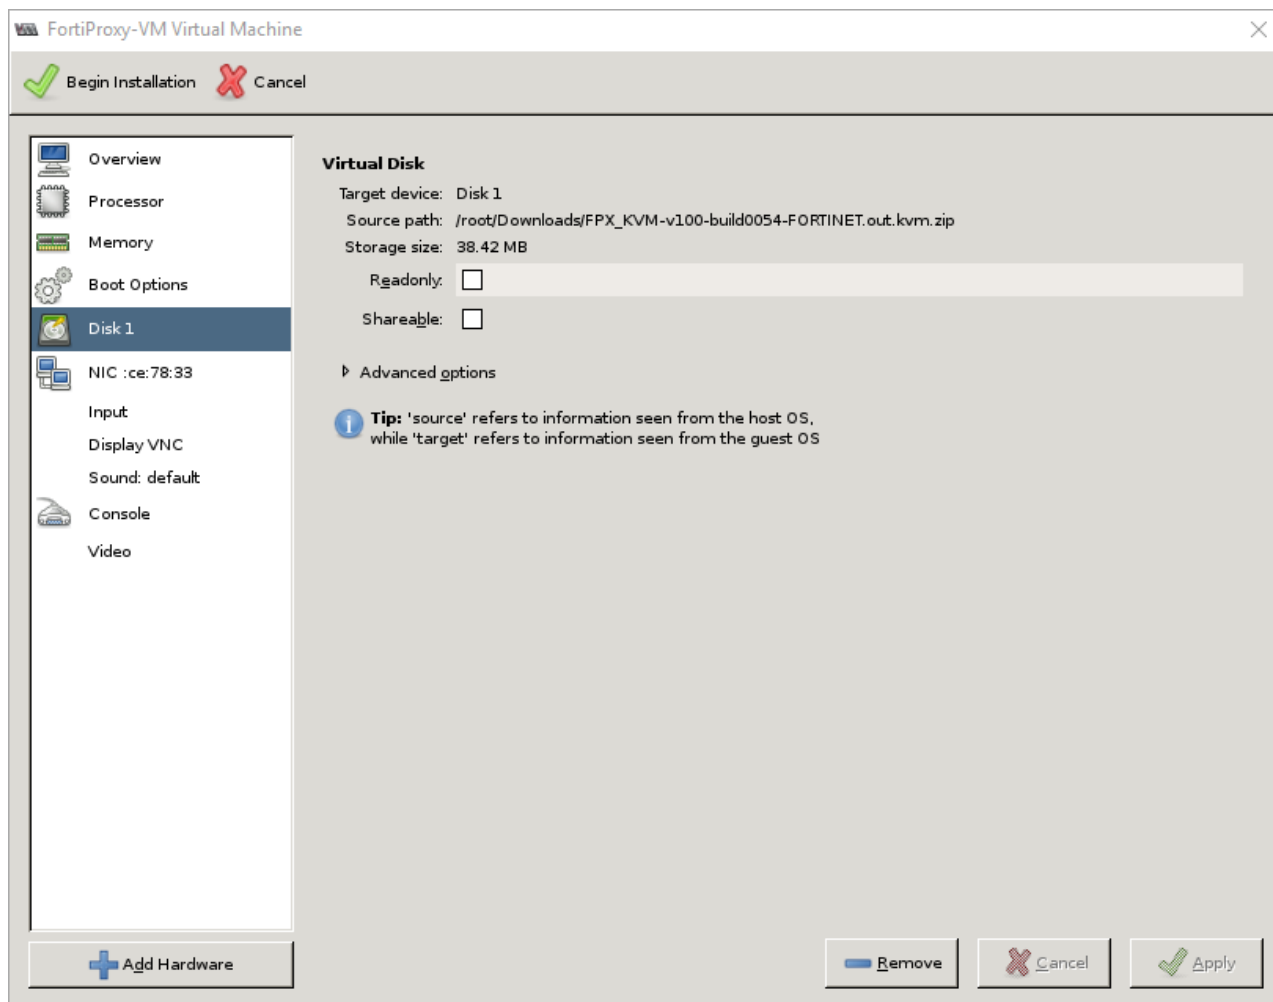 FortiProxy-VM Virtual Machine
Begin Installation
Cancel
Overview
Processor
Memory
Boot Options
Disk 1
NIC :ce:78:33
Input
Display VNC
Sound: default
Console
Video
Add Hardware
Virtual Disk
Target device: Disk 1
Source path: /root/Downloads/FPX_KVM-v100-build0054-FORTINET.out.kvm.zip
Storage size: 38.42 MB
Readonly:
Shareable:
Advanced options
Tip: 'source' refers to information seen from the host OS,
while 'target' refers to information seen from the guest OS
Remove
Cancel
Apply